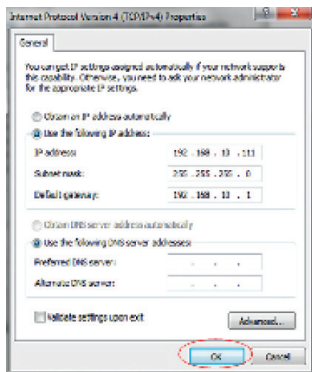 Internet Protocol Version 4 (TCP/IPv4) Properties
General
You can get IP settings assigned automatically if your network supports
this capability. Otherwise, you need to ask your network administrator
for the appropriate IP settings.
Obtain an IP address automatically
Use the following IP address:
IP address: 192 . 168 . 10 . 111
Subnet mask: 255 . 255 . 255 . 0
Default gateway: 192 . 168 . 10 . 1
Obtain DNS server address automatically
Use the following DNS server addresses:
Preferred DNS server: . . .
Alternate DNS server: . . .
Validate settings upon exit
Advanced...
OK Cancel